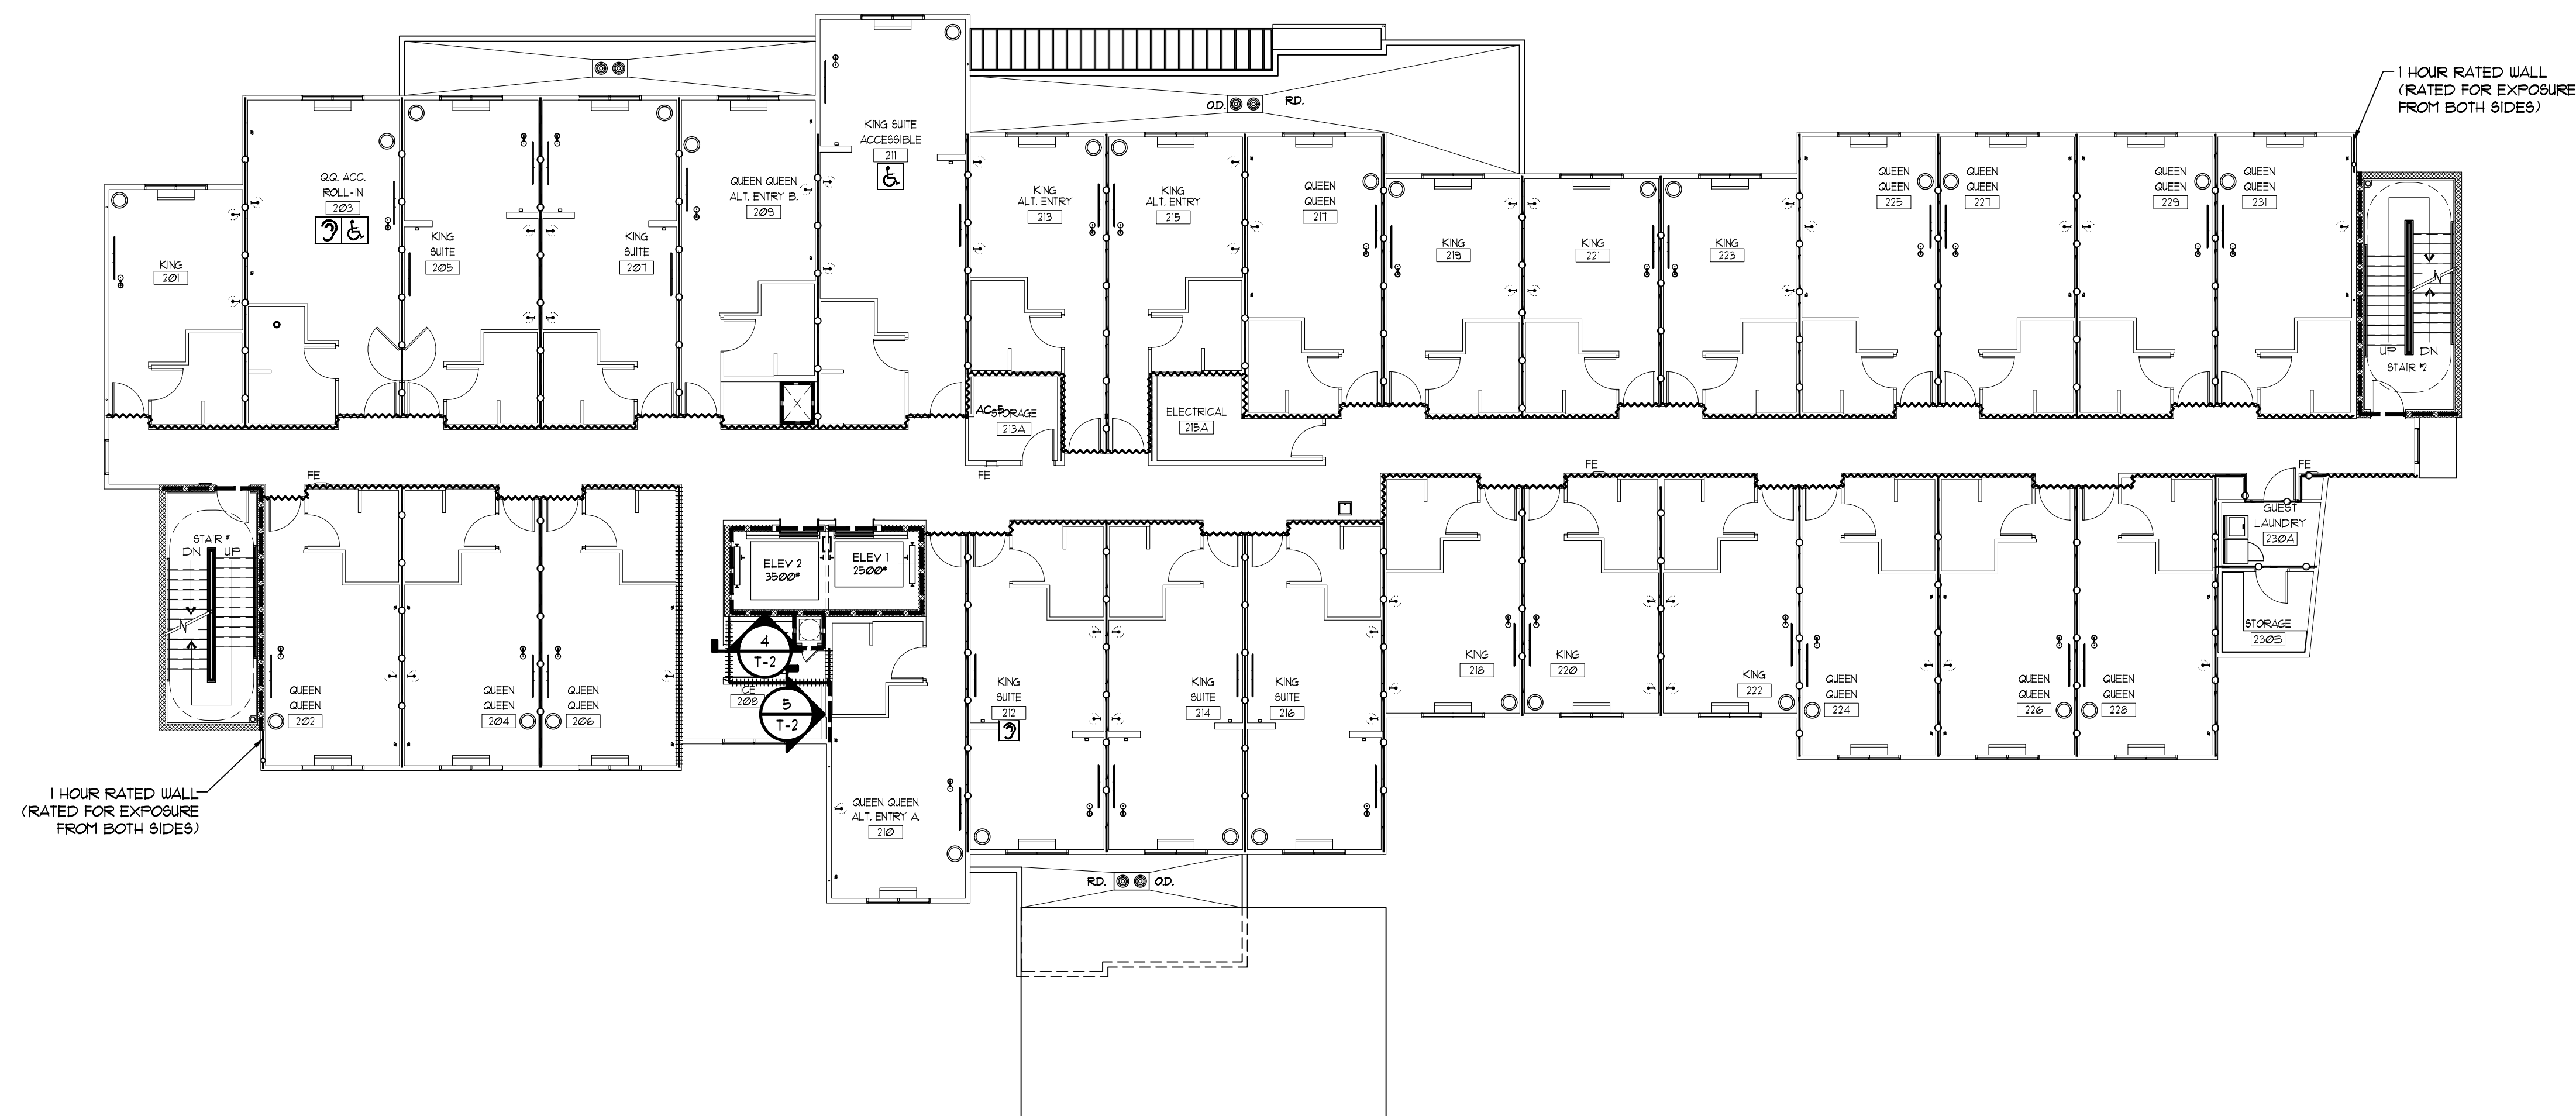 1 HOUR RATED WALL
(RATED FOR EXPOSURE
FROM BOTH SIDES)
O.D.
RD.
KING SUITE
ACCESSIBLE
211
Q.Q. ACC.
ROLL-IN
203
QUEEN QUEEN
ALT. ENTRY B.
209
KING
ALT. ENTRY
213
KING
ALT. ENTRY
215
QUEEN
QUEEN
217
QUEEN
QUEEN
225
QUEEN
QUEEN
227
QUEEN
QUEEN
229
QUEEN
QUEEN
231
KING
201
KING
SUITE
205
KING
SUITE
207
KING
219
KING
221
KING
223
UP
DN
STAIR #2
AC-5
STORAGE
213A
ELECTRICAL
215A
FE
FE
FE
FE
STAIR #1
DN
UP
ELEV 2
3500#
ELEV 1
2500#
GUEST
LAUNDRY
230A
STORAGE
230B
4
T-2
ICE
208
5
T-2
QUEEN
QUEEN
202
QUEEN
QUEEN
204
QUEEN
QUEEN
206
KING
SUITE
212
KING
SUITE
214
KING
SUITE
216
KING
218
KING
220
KING
222
QUEEN
QUEEN
224
QUEEN
QUEEN
226
QUEEN
QUEEN
228
1 HOUR RATED WALL
(RATED FOR EXPOSURE
FROM BOTH SIDES)
QUEEN QUEEN
ALT. ENTRY A.
210
RD.
O.D.